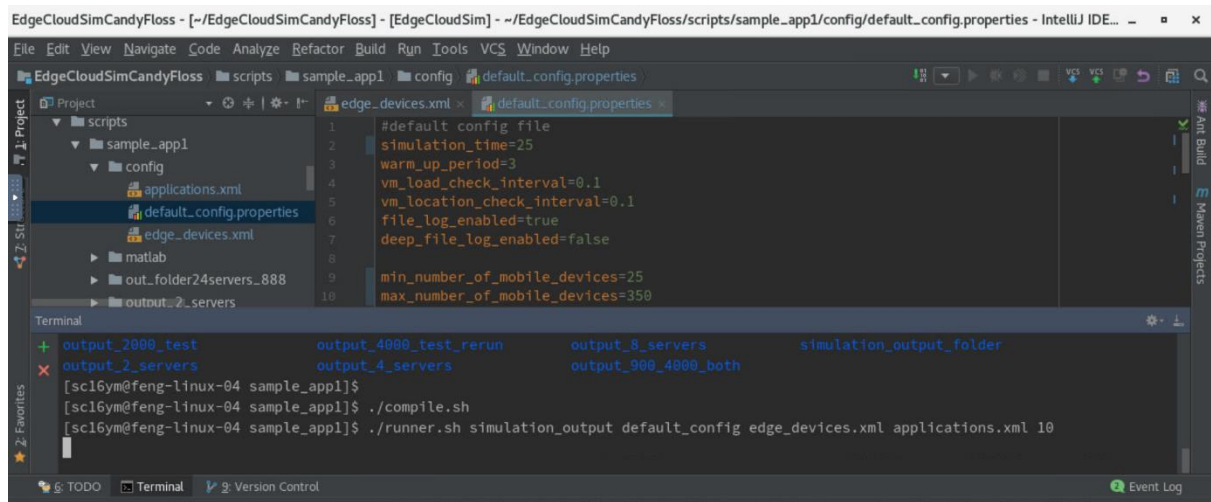 EdgeCloudSimCandyFloss - [~/EdgeCloudSimCandyFloss] - [EdgeCloudSim] - ~/EdgeCloudSimCandyFloss/scripts/sample_app1/config/default_config.properties - IntelliJ IDE...
File Edit View Navigate Code Analyze Refactor Build Run Tools VCS Window Help
EdgeCloudSimCandyFloss scripts sample_app1 config default_config.properties VCS VCS
1: Project
Project
edge_devices.xml default_config.properties
scripts
sample_app1
config
applications.xml
default_config.properties
edge_devices.xml
matlab
out_folder24servers_888
output_2_servers
1 #default config file
2 simulation_time=25
3 warm_up_period=3
4 vm_load_check_interval=0.1
5 vm_location_check_interval=0.1
6 file_log_enabled=true
7 deep_file_log_enabled=false
8
9 min_number_of_mobile_devices=25
10 max_number_of_mobile_devices=350
Ant Build
m Maven Projects
Z: Str
2: Favorites
Terminal
output_2000_test output_4000_test_rerun output_8_servers simulation_output_folder
output_2_servers output_4_servers output_900_4000_both
[sc16ym@feng-linux-04 sample_app1]$
[sc16ym@feng-linux-04 sample_app1]$ ./compile.sh
[sc16ym@feng-linux-04 sample_app1]$ ./runner.sh simulation_output default_config edge_devices.xml applications.xml 10
6: TODO Terminal 9: Version Control 2 Event Log